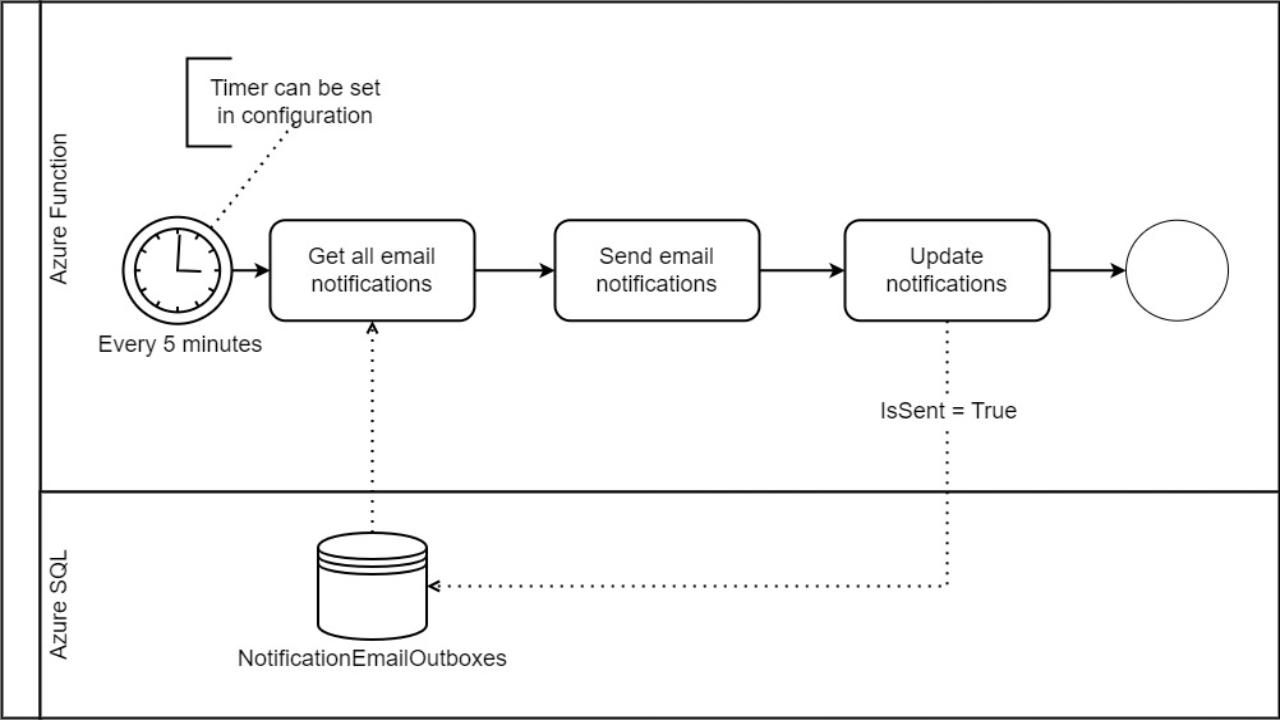 Azure Function
Timer can be set
in configuration
Every 5 minutes
Get all email
notifications
Send email
notifications
Update
notifications
IsSent = True
Azure SQL
NotificationEmailOutboxes